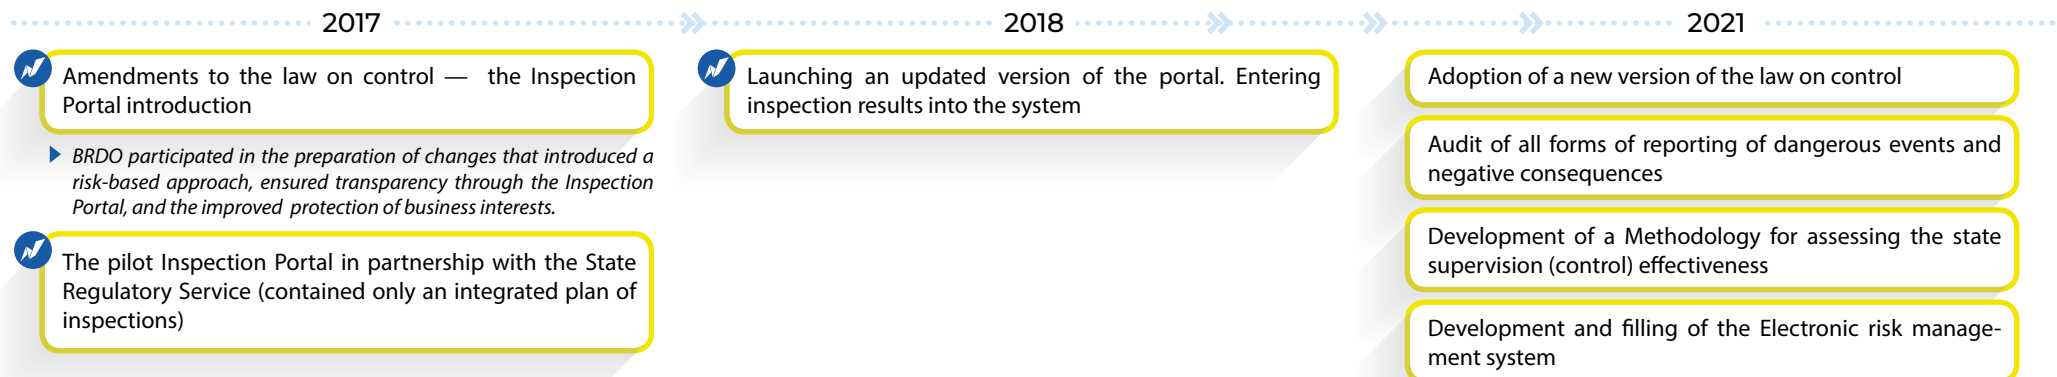 2017
Amendments to the law on control — the Inspection
Portal introduction
BRDO participated in the preparation of changes that introduced a
risk-based approach, ensured transparency through the Inspection
Portal, and the improved protection of business interests.
The pilot Inspection Portal in partnership with the State
Regulatory Service (contained only an integrated plan of
inspections)
2018
Launching an updated version of the portal. Entering
inspection results into the system
2021
Adoption of a new version of the law on control
Audit of all forms of reporting of dangerous events and
negative consequences
Development of a Methodology for assessing the state
supervision (control) effectiveness
Development and filling of the Electronic risk manage-
ment system